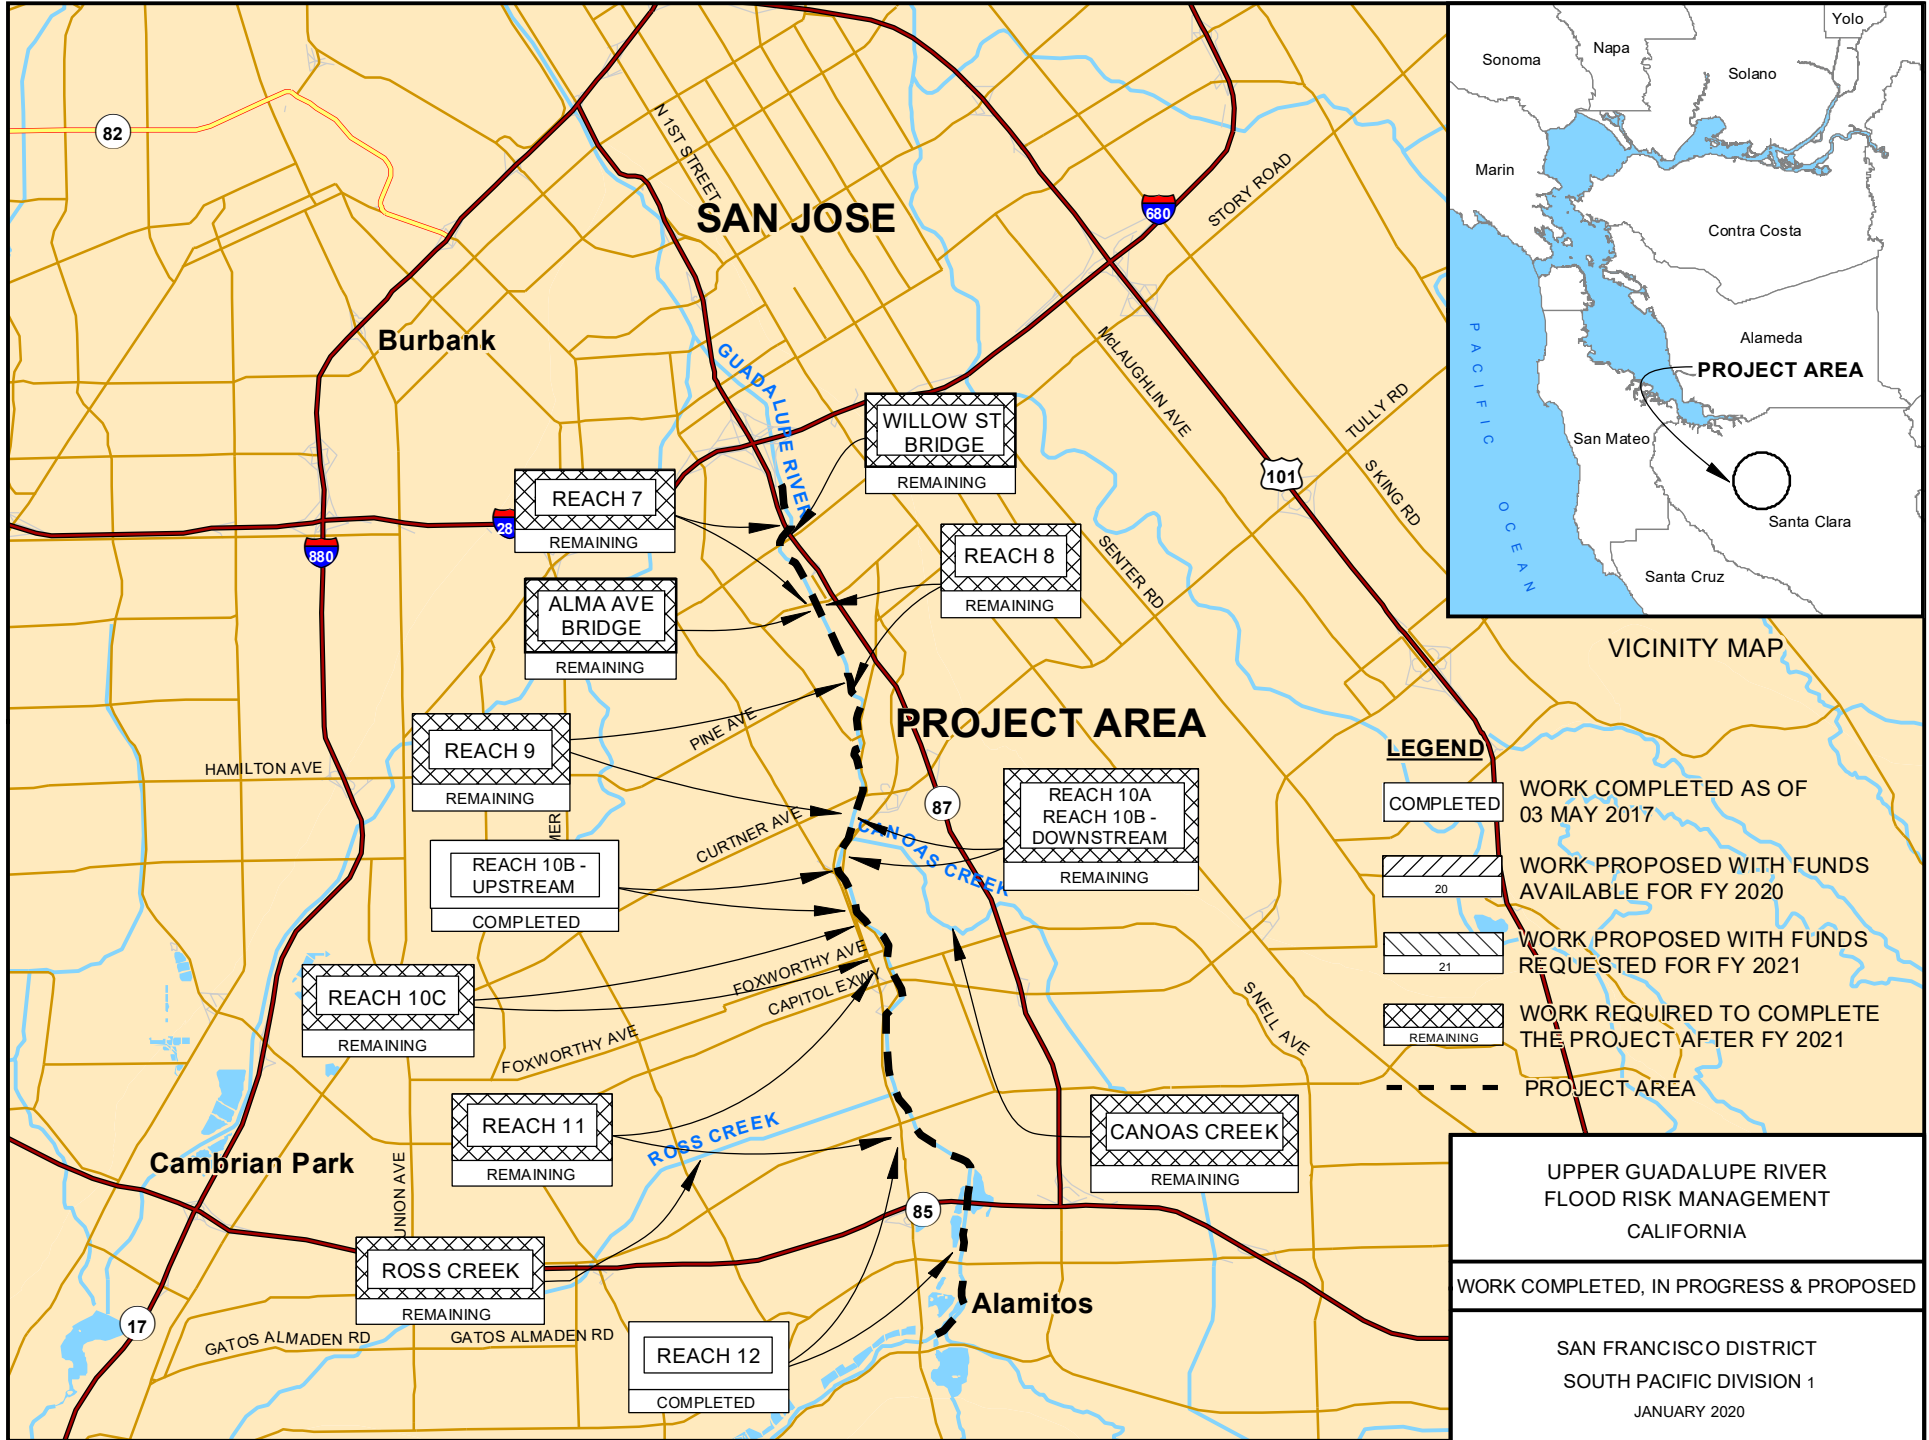 82
N 1ST STREET
SAN JOSE
680
STORY ROAD
Burbank
GUADALUPE RIVER
McLAUGHLIN AVE
TULLY RD
S KING RD
101
SENTER RD
WILLOW ST
BRIDGE
REMAINING
REACH 7
REMAINING
28
880
REACH 8
REMAINING
ALMA AVE
BRIDGE
REMAINING
PINE AVE
PROJECT AREA
REACH 9
REMAINING
HAMILTON AVE
87
REACH 10A
REACH 10B -
DOWNSTREAM
REMAINING
MER
CURTNER AVE
CANOAS CREEK
REACH 10B -
UPSTREAM
COMPLETED
FOXWORTHY AVE
CAPITOL EXWY
SNELL AVE
REACH 10C
REMAINING
FOXWORTHY AVE
REACH 11
REMAINING
ROSS CREEK
CANOAS CREEK
REMAINING
Cambrian Park
UNION AVE
85
ROSS CREEK
REMAINING
Alamitos
17
GATOS ALMADEN RD
GATOS ALMADEN RD
REACH 12
COMPLETED
Yolo
Sonoma
Napa
Solano
Marin
Contra Costa
PACIFIC OCEAN
Alameda
PROJECT AREA
San Mateo
Santa Clara
Santa Cruz
VICINITY MAP
LEGEND
COMPLETED
WORK COMPLETED AS OF
03 MAY 2017
20
WORK PROPOSED WITH FUNDS
AVAILABLE FOR FY 2020
21
WORK PROPOSED WITH FUNDS
REQUESTED FOR FY 2021
REMAINING
WORK REQUIRED TO COMPLETE
THE PROJECT AFTER FY 2021
PROJECT AREA
UPPER GUADALUPE RIVER
FLOOD RISK MANAGEMENT
CALIFORNIA
WORK COMPLETED, IN PROGRESS & PROPOSED
SAN FRANCISCO DISTRICT
SOUTH PACIFIC DIVISION 1
JANUARY 2020